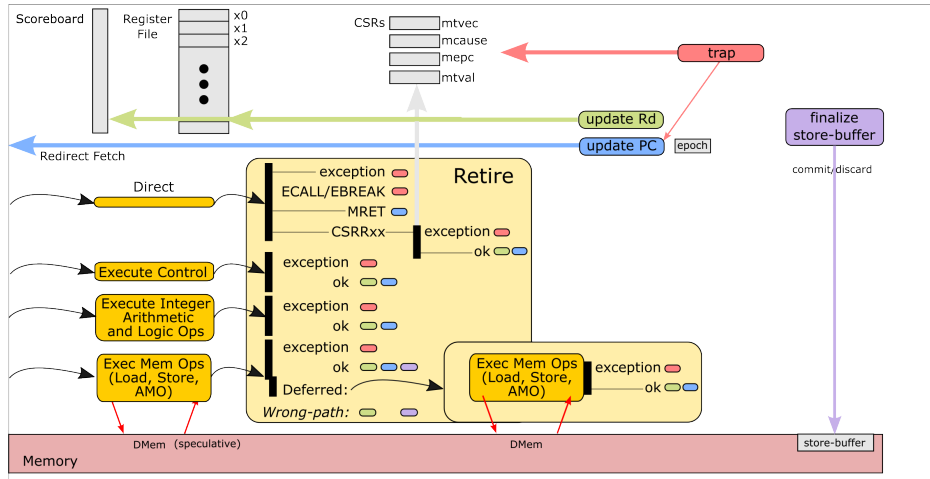 Scoreboard
Register
File
x0
x1
x2
CSRs
mtvec
mcause
mepc
mtval
trap
update Rd
update PC
epoch
finalize
store-buffer
commit/discard
Redirect Fetch
Direct
Retire
exception
ECALL/EBREAK
MRET
CSRRxx
exception
ok
Execute Control
exception
ok
Execute Integer
Arithmetic
and Logic Ops
exception
ok
Exec Mem Ops
(Load, Store,
AMO)
exception
ok
Deferred:
Wrong-path:
Exec Mem Ops
(Load, Store,
AMO)
exception
ok
DMem
(speculative)
DMem
store-buffer
Memory